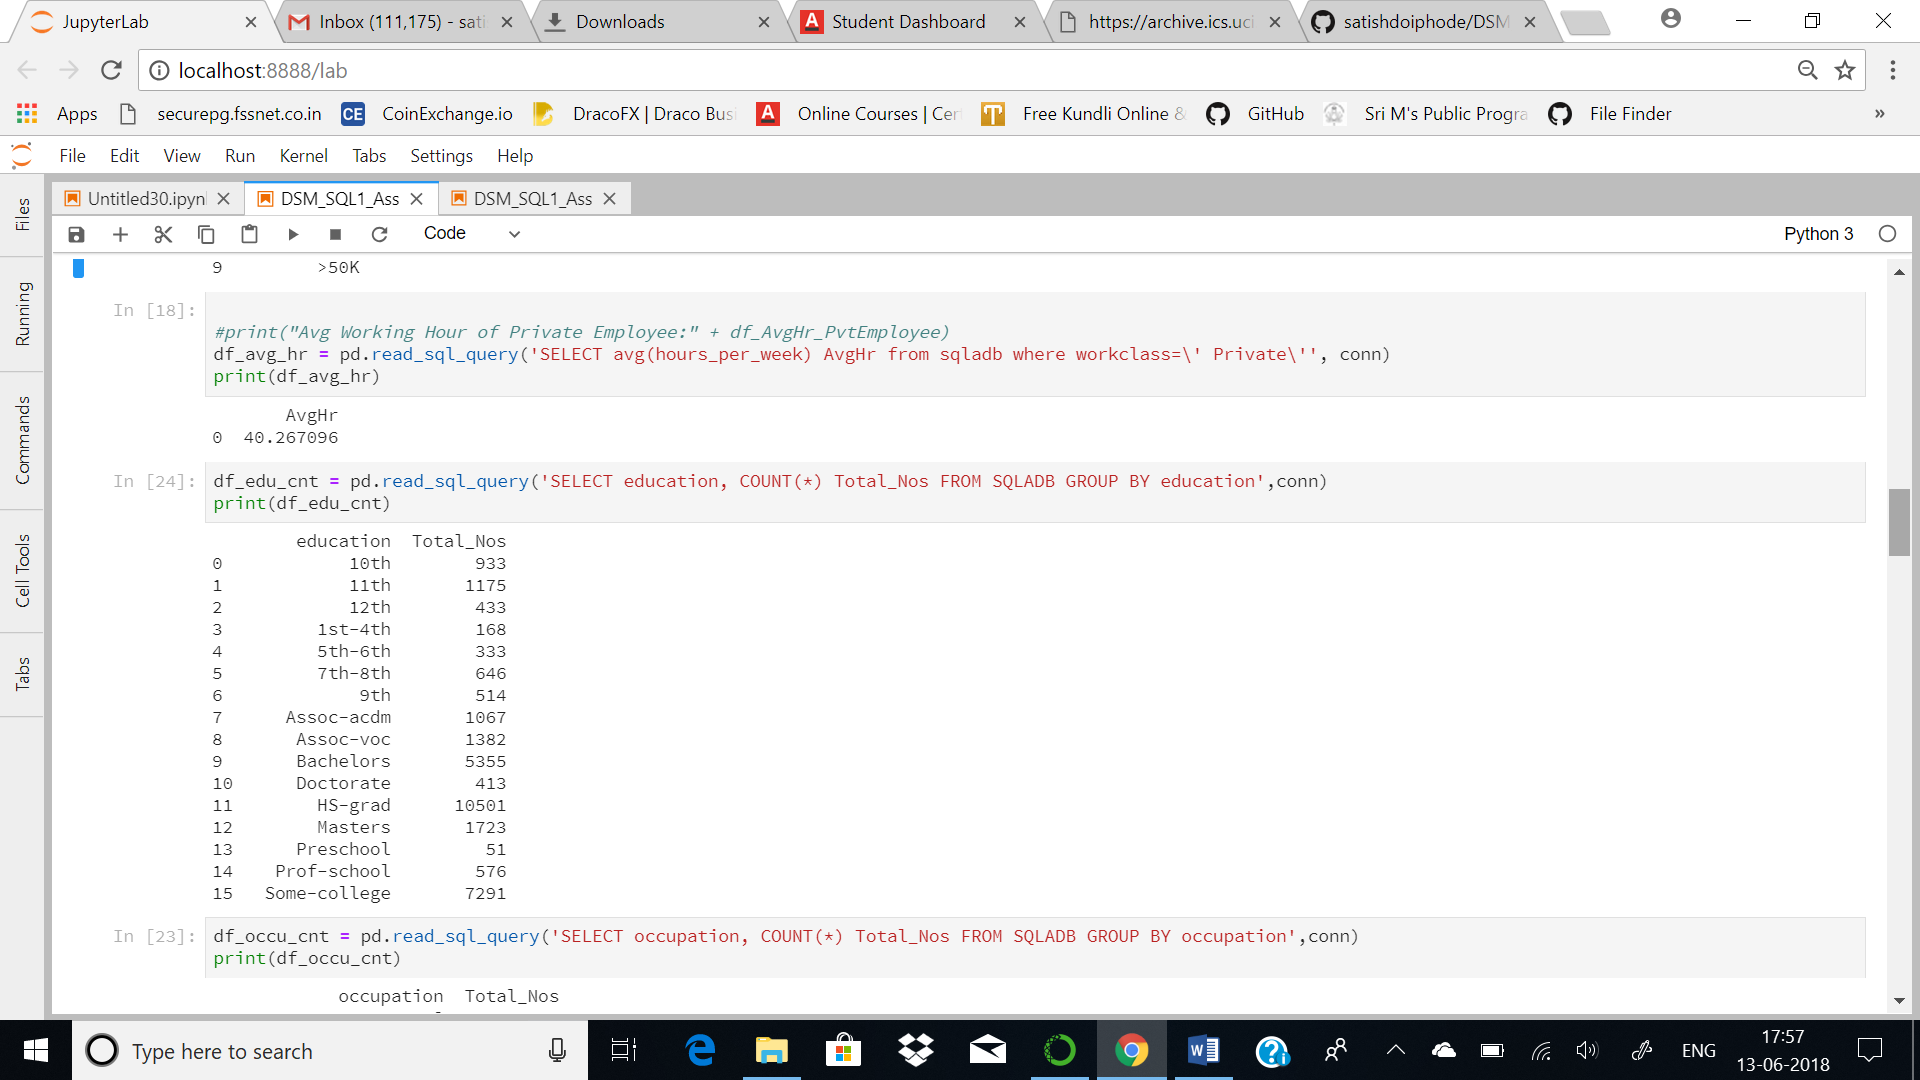 JupyterLab
Inbox (111,175) - sati
Downloads
Student Dashboard
https://archive.ics.uci
satishdoiphode/DSM
localhost:8888/lab
Apps
securepg.fssnet.co.in
CE
CoinExchange.io
DracoFX | Draco Busi
A
Online Courses | Cert
Free Kundli Online &
GitHub
Sri M's Public Progra
File Finder
»
File Edit View Run Kernel Tabs Settings Help
Untitled30.ipynl
DSM_SQL1_Ass
DSM_SQL1_Ass
Code
Python 3
Files
Running
Commands
Cell Tools
Tabs
9 >50K
In [18]:
#print("Avg Working Hour of Private Employee:" + df_AvgHr_PvtEmployee)
df_avg_hr = pd.read_sql_query('SELECT avg(hours_per_week) AvgHr from sqladb where workclass=\' Private\'', conn)
print(df_avg_hr)
AvgHr
0 40.267096
In [24]:
df_edu_cnt = pd.read_sql_query('SELECT education, COUNT(*) Total_Nos FROM SQLADB GROUP BY education',conn)
print(df_edu_cnt)
education Total_Nos
0 10th 933
1 11th 1175
2 12th 433
3 1st-4th 168
4 5th-6th 333
5 7th-8th 646
6 9th 514
7 Assoc-acdm 1067
8 Assoc-voc 1382
9 Bachelors 5355
10 Doctorate 413
11 HS-grad 10501
12 Masters 1723
13 Preschool 51
14 Prof-school 576
15 Some-college 7291
In [23]:
df_occu_cnt = pd.read_sql_query('SELECT occupation, COUNT(*) Total_Nos FROM SQLADB GROUP BY occupation',conn)
print(df_occu_cnt)
occupation Total_Nos
Type here to search
ENG
17:57
13-06-2018